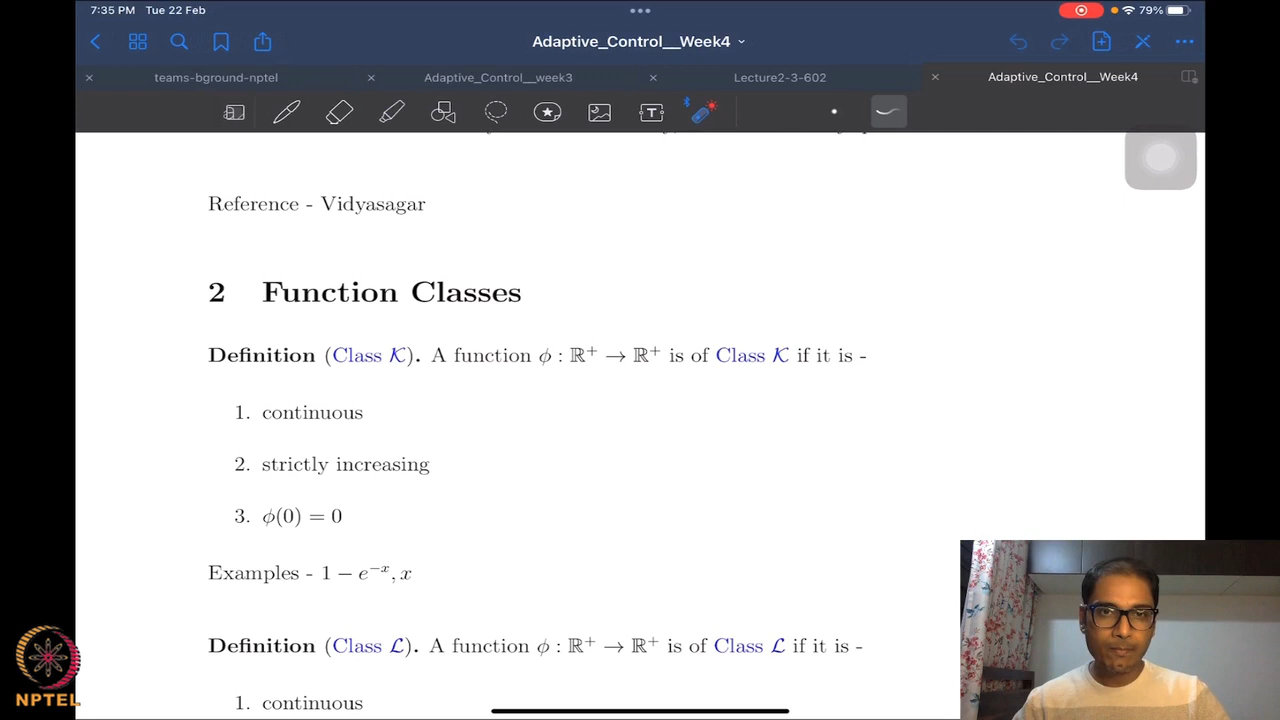 7:35 PM Tue 22 Feb
79%
Adaptive_Control__Week4
teams-bground-nptel
Adaptive_Control__week3
Lecture2-3-602
Adaptive_Control__Week4
Reference - Vidyasagar
2 Function Classes
Definition (Class 𝒦). A function ϕ : ℝ⁺ → ℝ⁺ is of Class 𝒦 if it is -
1. continuous
2. strictly increasing
3. ϕ(0) = 0
Examples - 1 − e⁻ˣ, x
Definition (Class ℒ). A function ϕ : ℝ⁺ → ℝ⁺ is of Class ℒ if it is -
1. continuous
NPTEL